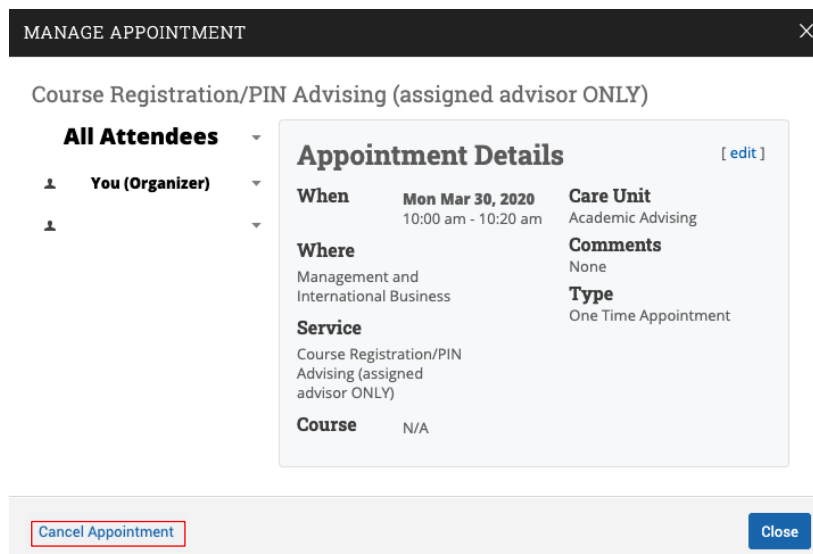 MANAGE APPOINTMENT
Course Registration/PIN Advising (assigned advisor ONLY)
All Attendees
You (Organizer)
Appointment Details
[ edit ]
When
Mon Mar 30, 2020
10:00 am - 10:20 am
Where
Management and
International Business
Service
Course Registration/PIN
Advising (assigned
advisor ONLY)
Course
N/A
Care Unit
Academic Advising
Comments
None
Type
One Time Appointment
Cancel Appointment
Close